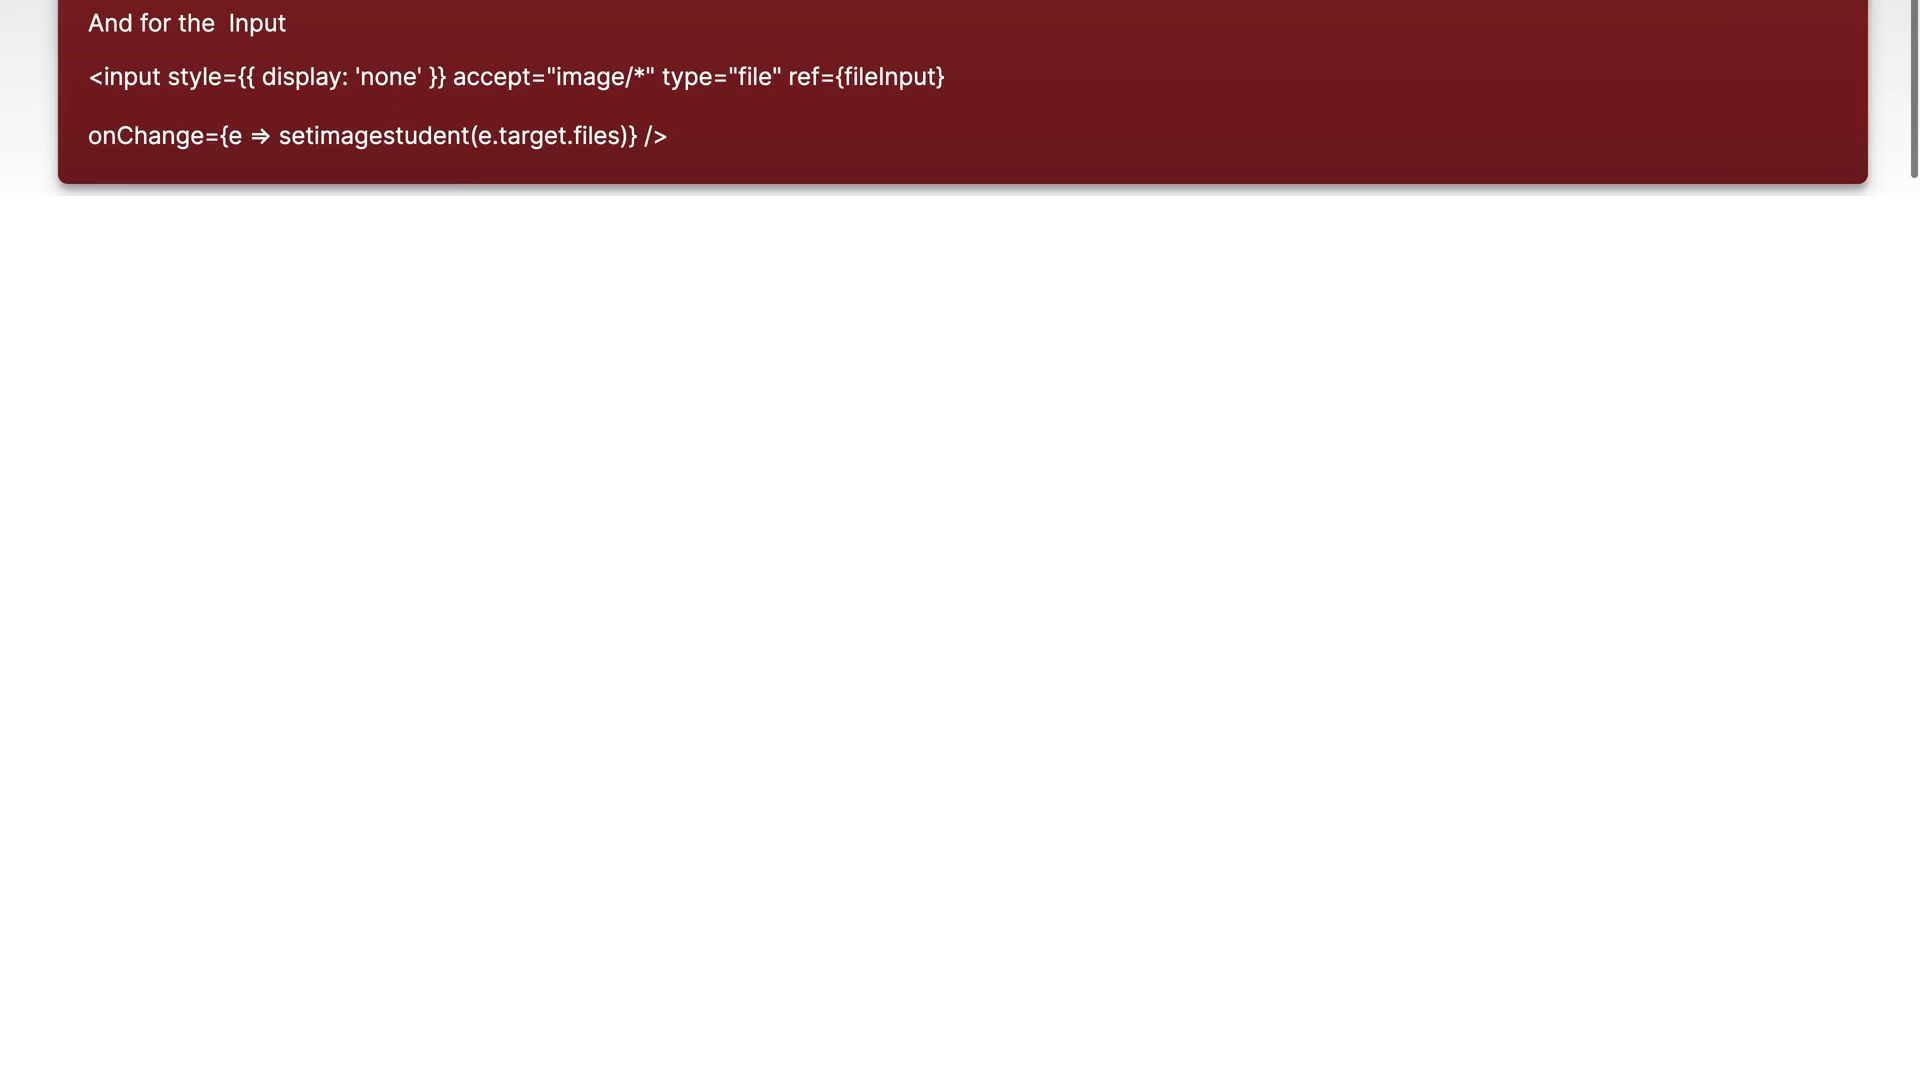 And for the  Input
<input style={{ display: 'none' }} accept="image/*" type="file" ref={fileInput}
onChange={e => setimagestudent(e.target.files)} />